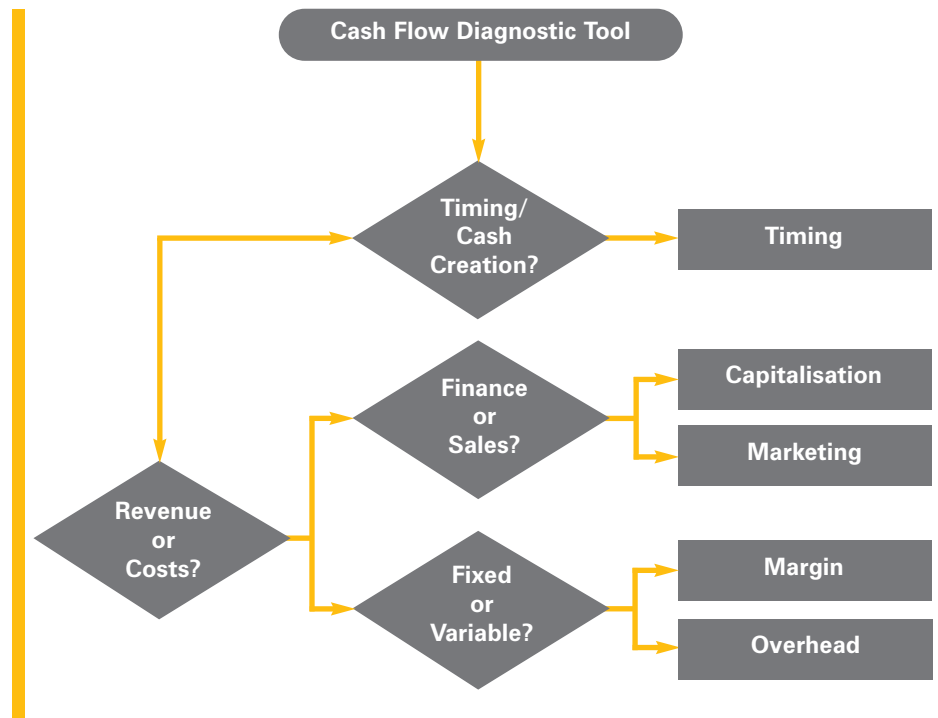 Cash Flow Diagnostic Tool
Timing/
Cash
Creation?
Timing
Finance
or
Sales?
Capitalisation
Marketing
Revenue
or
Costs?
Fixed
or
Variable?
Margin
Overhead